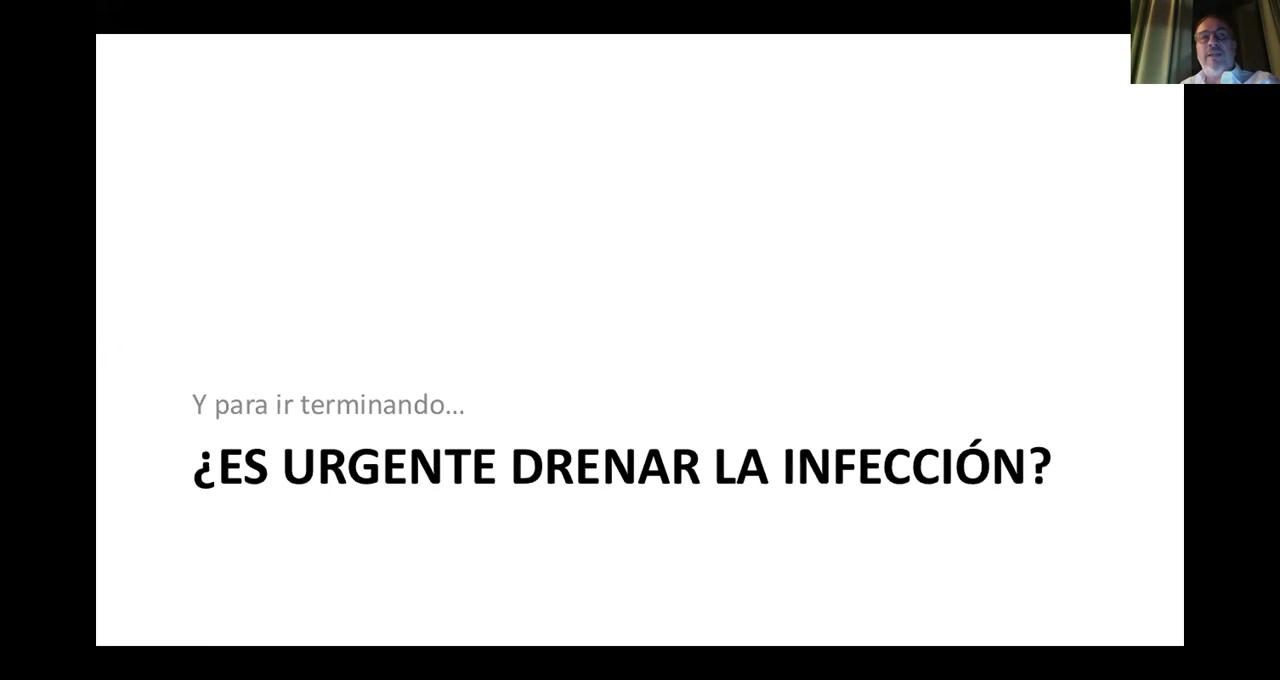 Y para ir terminando...
¿ES URGENTE DRENAR LA INFECCIÓN?